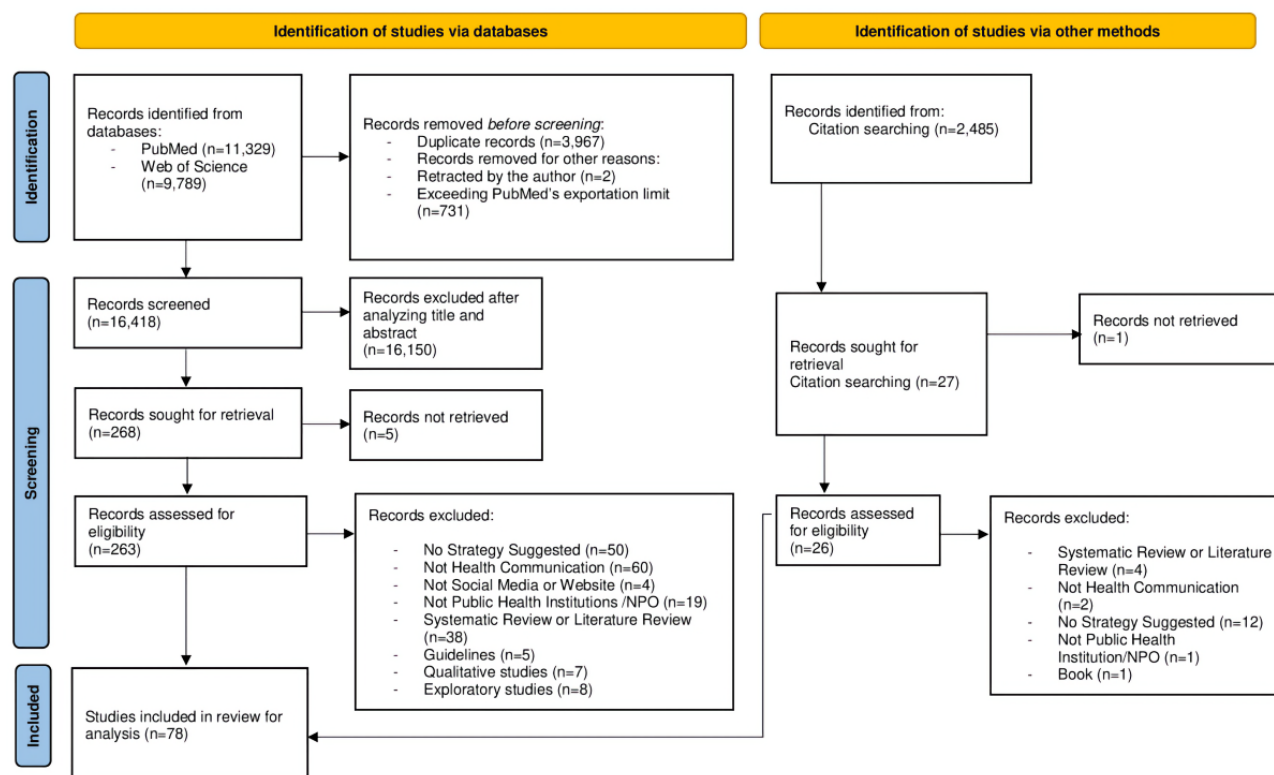 Identification of studies via databases
Identification of studies via other methods
Identification
Records identified from
databases:
- PubMed (n=11,329)
- Web of Science
(n=9,789)
Records removed before screening:
- Duplicate records (n=3,967)
- Records removed for other reasons:
- Retracted by the author (n=2)
- Exceeding PubMed's exportation limit
(n=731)
Records identified from:
Citation searching (n=2,485)
Screening
Records screened
(n=16,418)
Records excluded after
analyzing title and
abstract
(n=16,150)
Records sought for
retrieval
Citation searching (n=27)
Records not retrieved
(n=1)
Records sought for retrieval
(n=268)
Records not retrieved
(n=5)
Records assessed for
eligibility
(n=263)
Records excluded:
- No Strategy Suggested (n=50)
- Not Health Communication (n=60)
- Not Social Media or Website (n=4)
- Not Public Health Institutions /NPO (n=19)
- Systematic Review or Literature Review
(n=38)
- Guidelines (n=5)
- Qualitative studies (n=7)
- Exploratory studies (n=8)
Records assessed
for eligibility
(n=26)
Records excluded:
- Systematic Review or Literature
Review (n=4)
- Not Health Communication
(n=2)
- No Strategy Suggested (n=12)
- Not Public Health
Institution/NPO (n=1)
- Book (n=1)
Included
Studies included in review for
analysis (n=78)